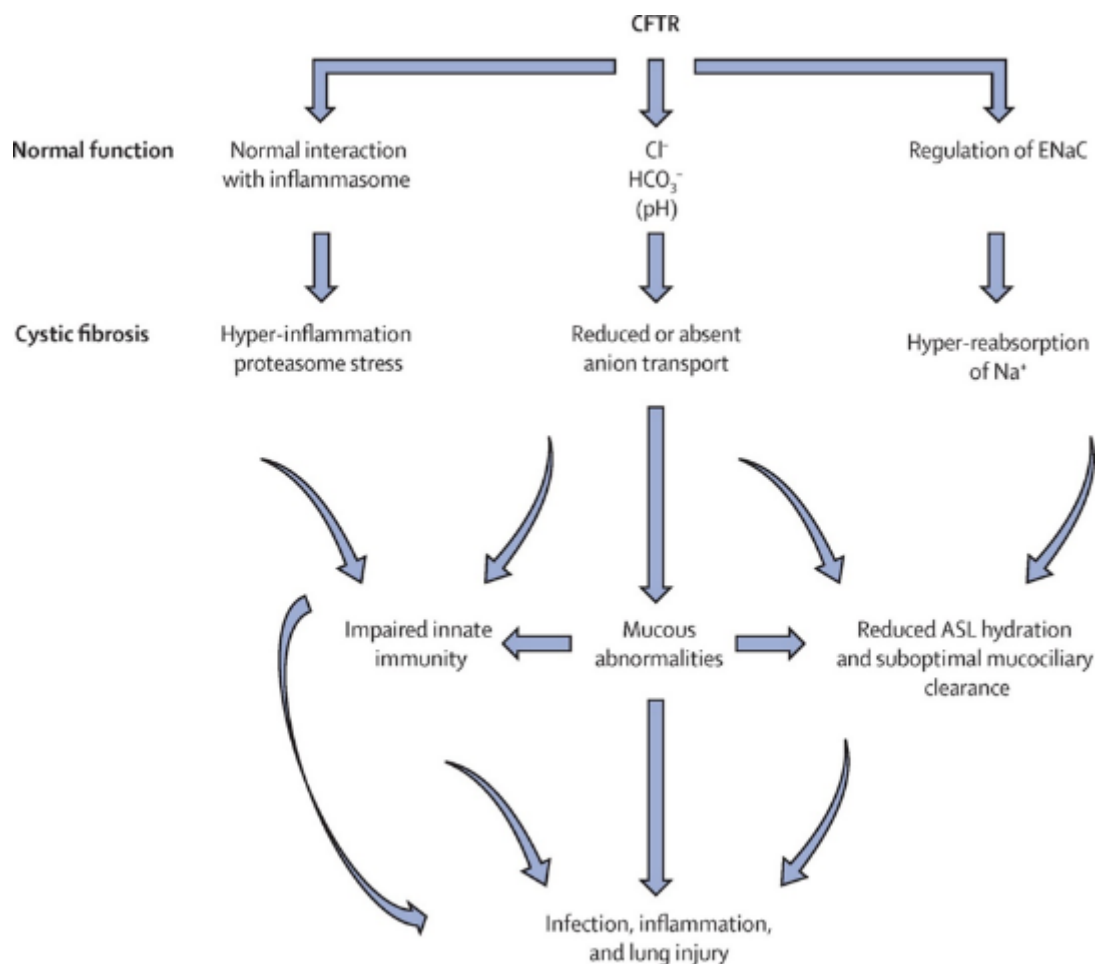 CFTR
Normal function
Normal interaction
with inflammasome
Cl⁻
HCO₃⁻
(pH)
Regulation of ENaC
Cystic fibrosis
Hyper-inflammation
proteasome stress
Reduced or absent
anion transport
Hyper-reabsorption
of Na⁺
Impaired innate
immunity
Mucous
abnormalities
Reduced ASL hydration
and suboptimal mucociliary
clearance
Infection, inflammation,
and lung injury